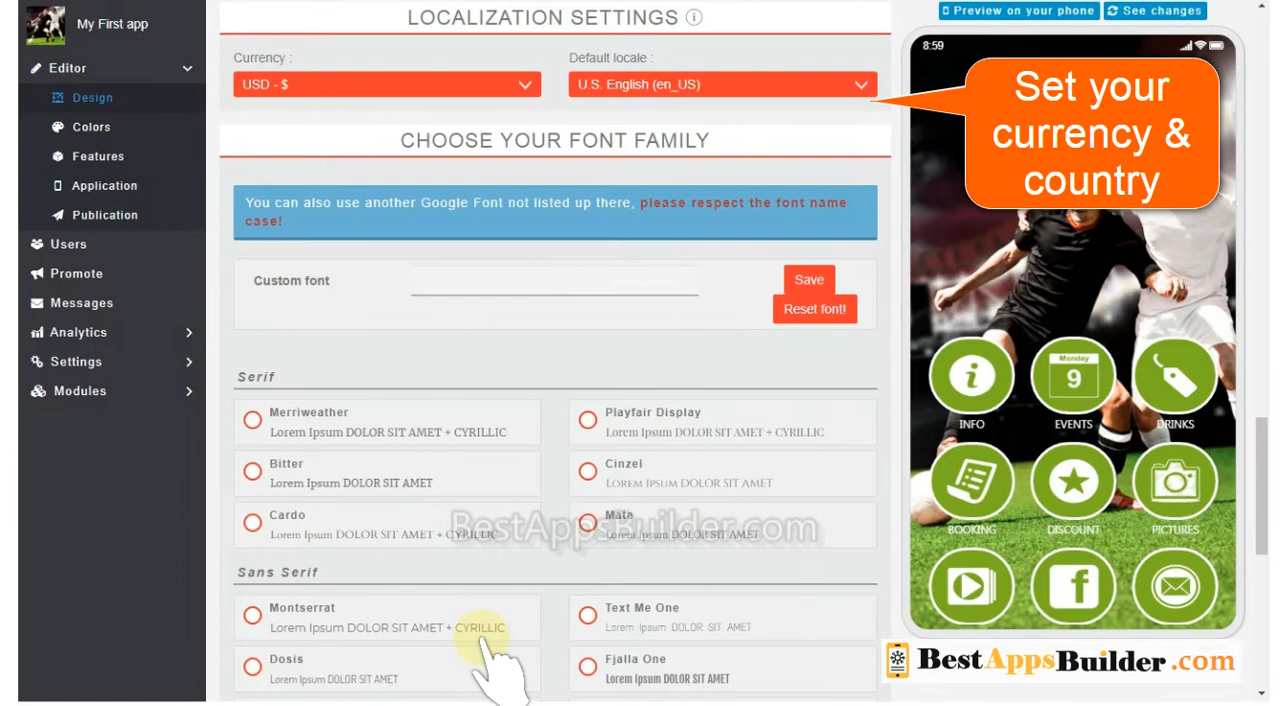 My First app
Editor
Design
Colors
Features
Application
Publication
Users
Promote
Messages
Analytics
Settings
Modules
LOCALIZATION SETTINGS
Currency :
Default locale :
USD - $
U.S. English (en_US)
CHOOSE YOUR FONT FAMILY
You can also use another Google Font not listed up there, please respect the font name
case!
Custom font
Save
Reset font!
Serif
Merriweather
Lorem Ipsum DOLOR SIT AMET + CYRILLIC
Playfair Display
Lorem Ipsum DOLOR SIT AMET + CYRILLIC
Bitter
Lorem Ipsum DOLOR SIT AMET
Cinzel
LOREM IPSUM DOLOR SIT AMET
Cardo
Lorem Ipsum DOLOR SIT AMET + CYRILLIC
Mate
Lorem Ipsum DOLOR SIT AMET
BestAppsBuilder.com
Sans Serif
Montserrat
Lorem Ipsum DOLOR SIT AMET + CYRILLIC
Text Me One
Lorem Ipsum DOLOR SIT AMET
Dosis
Lorem Ipsum DOLOR SIT AMET
Fjalla One
Lorem Ipsum DOLOR SIT AMET
Preview on your phone
See changes
8:59
Set your
currency &
country
Monday
9
INFO
EVENTS
DRINKS
BOOKING
DISCOUNT
PICTURES
BestAppsBuilder.com